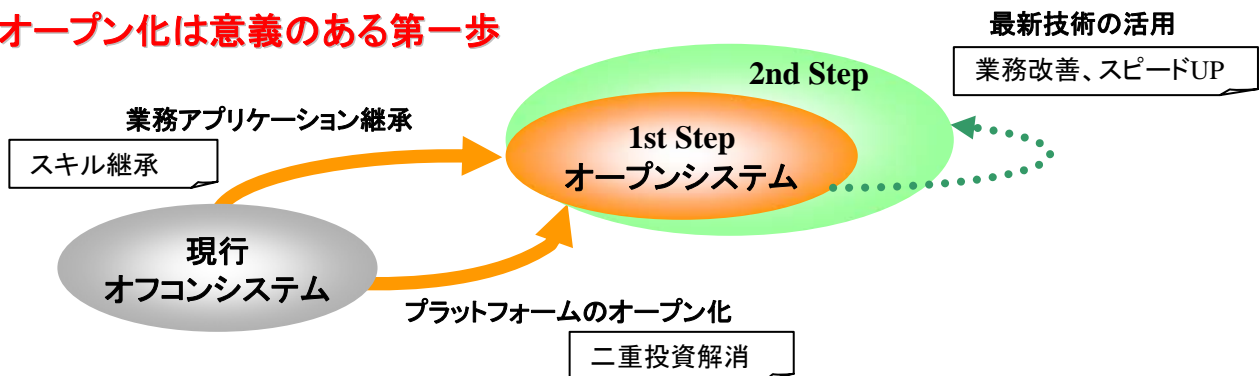 オープン化は意義のある第一歩
最新技術の活用
業務改善、スピードUP
2nd Step
業務アプリケーション継承
スキル継承
1st Step
オープンシステム
現行
オフコンシステム
プラットフォームのオープン化
二重投資解消